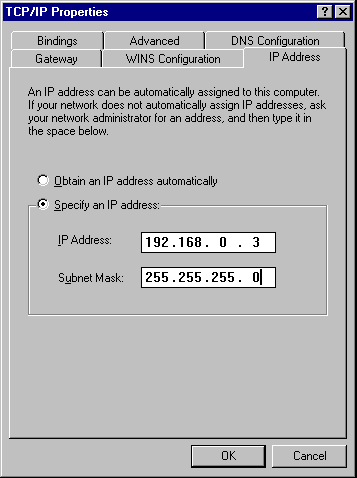 TCP/IP Properties
Bindings
Advanced
DNS Configuration
Gateway
WINS Configuration
IP Address
An IP address can be automatically assigned to this computer.
If your network does not automatically assign IP addresses, ask
your network administrator for an address, and then type it in
the space below.
Obtain an IP address automatically
Specify an IP address:
IP Address:
192.168. 0 . 3
Subnet Mask:
255.255.255. 0
OK
Cancel